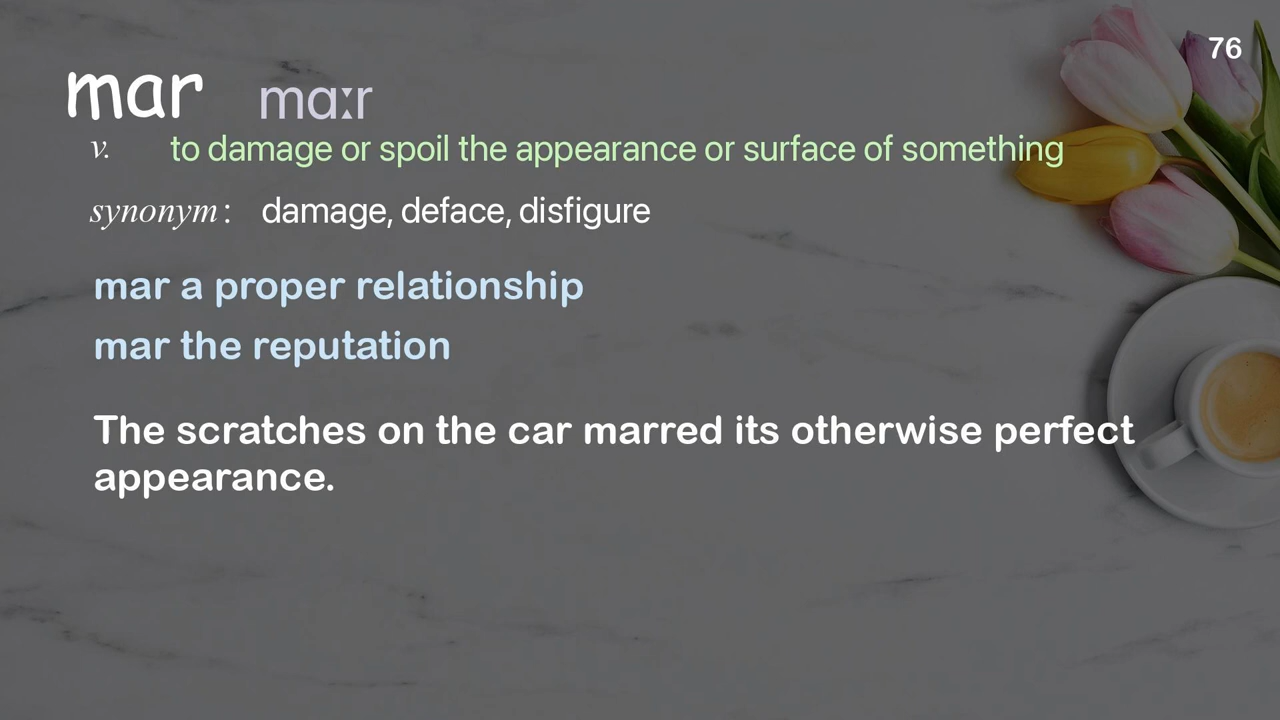 76
mar mɑːr
v. to damage or spoil the appearance or surface of something
synonym: damage, deface, disfigure
mar a proper relationship
mar the reputation
The scratches on the car marred its otherwise perfect
appearance.